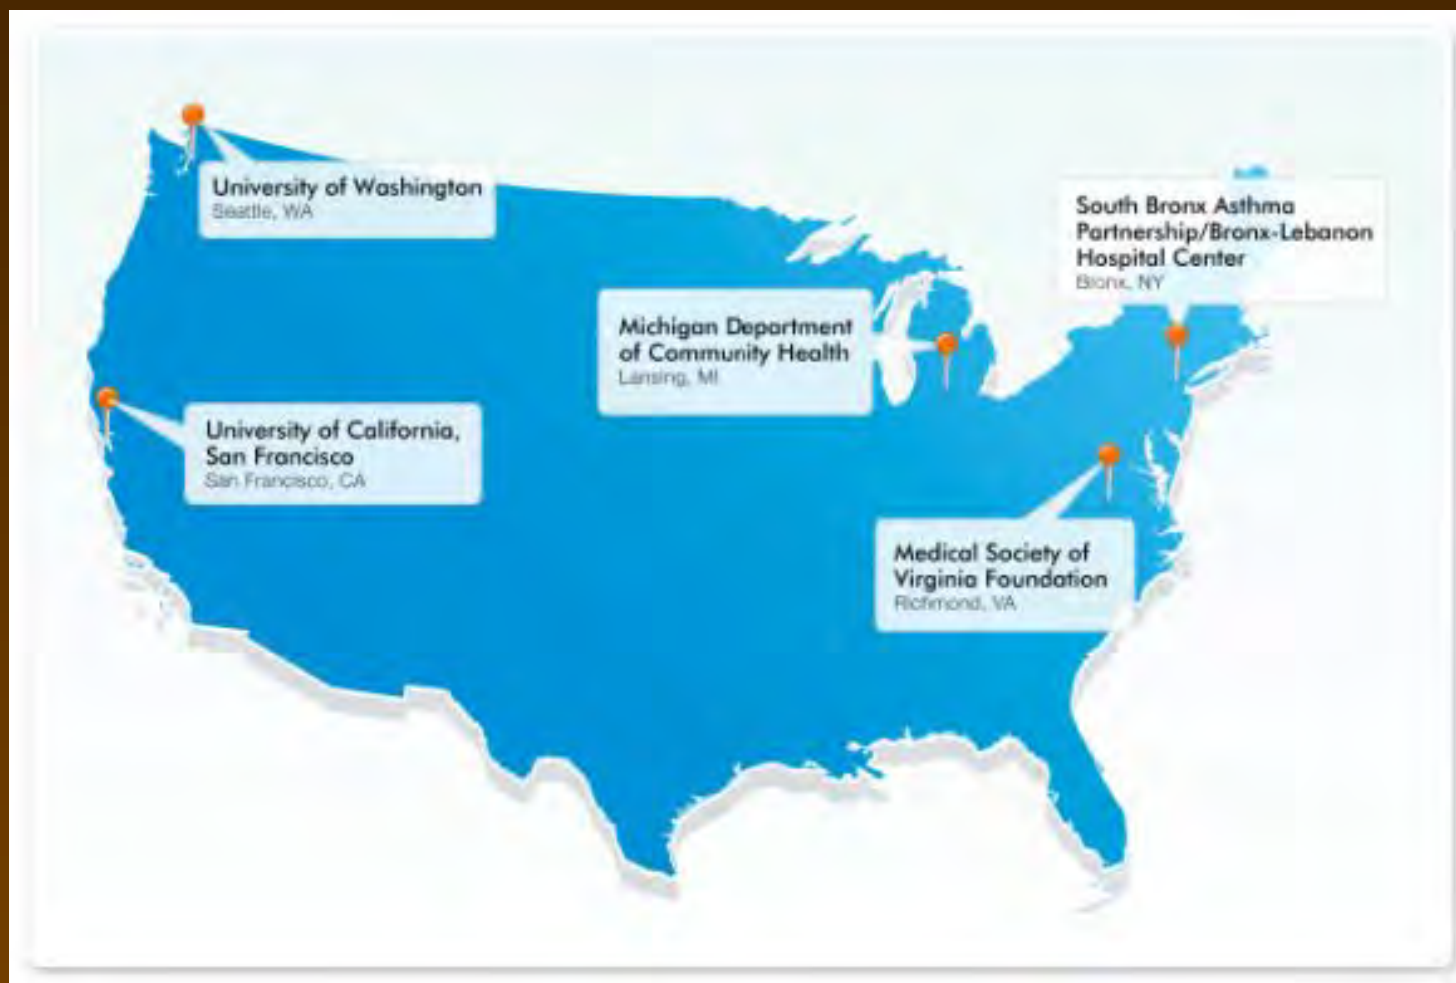 University of Washington
Seattle, WA
South Bronx Asthma
Partnership/Bronx-Lebanon
Hospital Center
Bronx, NY
Michigan Department
of Community Health
Lansing, MI
University of California,
San Francisco
San Francisco, CA
Medical Society of
Virginia Foundation
Richmond, VA